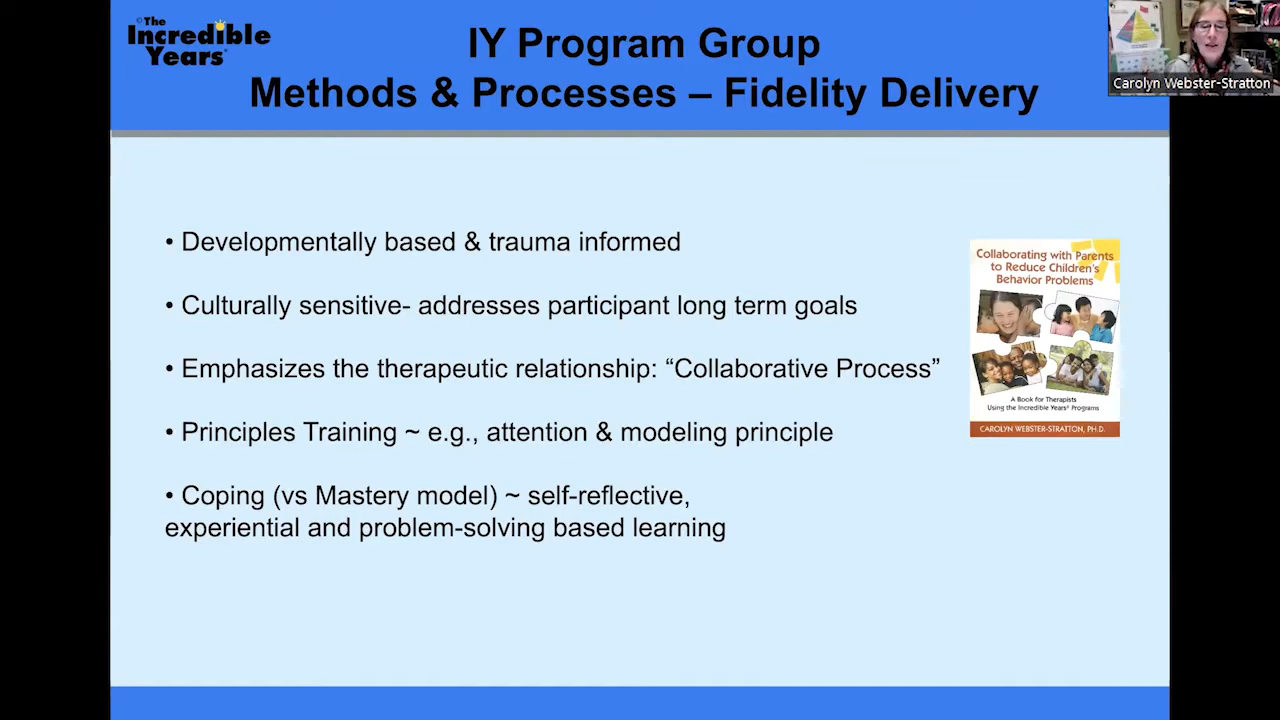 ©The
Incredible
Years®
IY Program Group
Methods & Processes – Fidelity Delivery
Carolyn Webster-Stratton
• Developmentally based & trauma informed
• Culturally sensitive- addresses participant long term goals
• Emphasizes the therapeutic relationship: “Collaborative Process”
• Principles Training ~ e.g., attention & modeling principle
• Coping (vs Mastery model) ~ self-reflective,
experiential and problem-solving based learning
Collaborating with Parents
to Reduce Children's
Behavior Problems
A Book for Therapists
Using the Incredible Years® Programs
CAROLYN WEBSTER-STRATTON, PH.D.